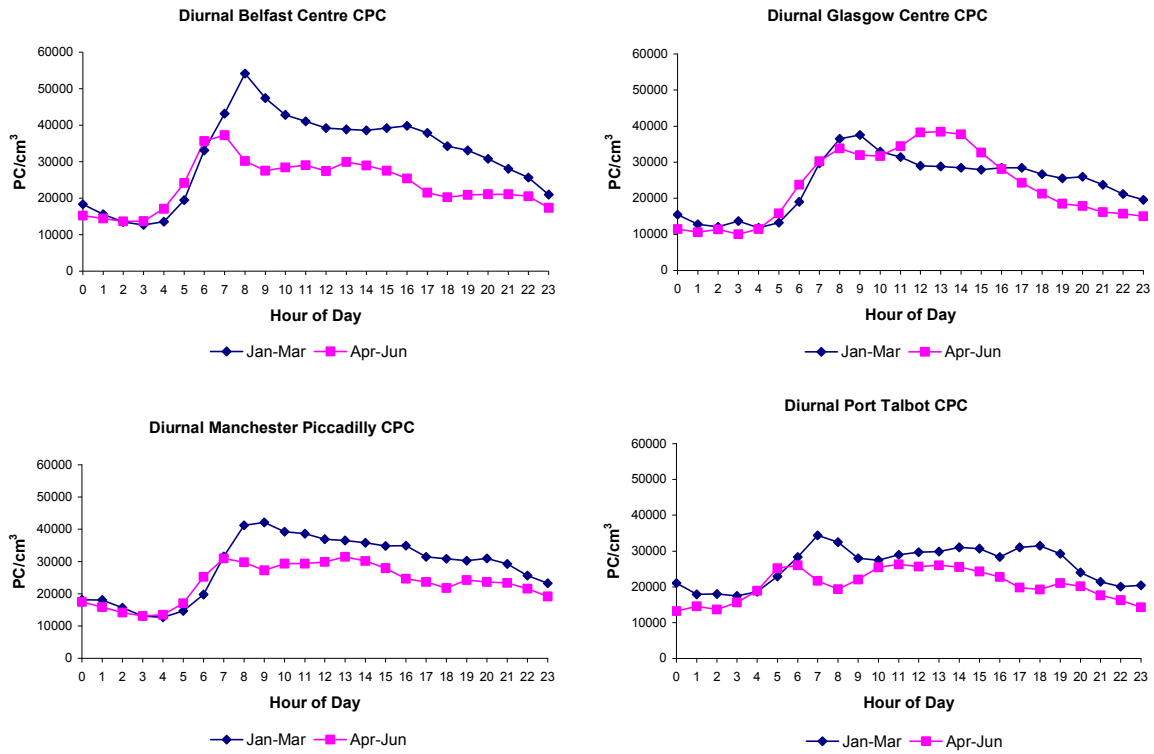 Diurnal Belfast Centre CPC
60000
50000
40000
30000
20000
10000
0
PC/cm³
0 1 2 3 4 5 6 7 8 9 10 11 12 13 14 15 16 17 18 19 20 21 22 23
Hour of Day
Jan-Mar Apr-Jun
Diurnal Glasgow Centre CPC
60000
50000
40000
30000
20000
10000
0
PC/cm³
0 1 2 3 4 5 6 7 8 9 10 11 12 13 14 15 16 17 18 19 20 21 22 23
Hour of Day
Jan-Mar Apr-Jun
Diurnal Manchester Piccadilly CPC
60000
50000
40000
30000
20000
10000
0
PC/cm³
0 1 2 3 4 5 6 7 8 9 10 11 12 13 14 15 16 17 18 19 20 21 22 23
Hour of Day
Jan-Mar Apr-Jun
Diurnal Port Talbot CPC
60000
50000
40000
30000
20000
10000
0
PC/cm³
0 1 2 3 4 5 6 7 8 9 10 11 12 13 14 15 16 17 18 19 20 21 22 23
Hour of Day
Jan-Mar Apr-Jun